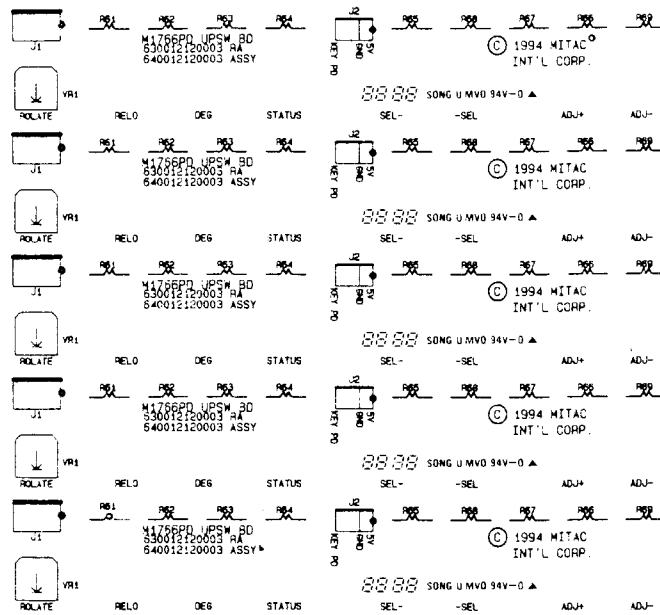 R61 R62 R63 R64 J2 R65 R68 R67 R66 R69
J1 M1766PD UPSW BD KEY PD GND 5V © 1994 MITAC
630012120003 RA INT'L CORP.
640012120003 ASSY
VR1 8888 SONG U MVO 94V-0 ▲
ROLATE RELO DEG STATUS SEL- -SEL ADJ+ ADJ-
R61 R62 R63 R64 J2 R65 R68 R67 R66 R69
J1 M1766PD UPSW BD KEY PD GND 5V © 1994 MITAC
630012120003 RA INT'L CORP.
640012120003 ASSY
VR1 8888 SONG U MVO 94V-0 ▲
ROLATE RELO DEG STATUS SEL- -SEL ADJ+ ADJ-
R61 R62 R63 R64 J2 R65 R68 R67 R66 R69
J1 M1766PD UPSW BD KEY PD GND 5V © 1994 MITAC
630012120003 RA INT'L CORP.
640012120003 ASSY
VR1 8888 SONG U MVO 94V-0 ▲
ROLATE RELO DEG STATUS SEL- -SEL ADJ+ ADJ-
R61 R62 R63 R64 J2 R65 R68 R67 R66 R69
J1 M1766PD UPSW BD KEY PD GND 5V © 1994 MITAC
630012120003 RA INT'L CORP.
640012120003 ASSY
VR1 8888 SONG U MVO 94V-0 ▲
ROLATE RELO DEG STATUS SEL- -SEL ADJ+ ADJ-
R61 R62 R63 R64 J2 R65 R68 R67 R66 R69
J1 M1766PD UPSW BD KEY PD GND 5V © 1994 MITAC
630012120003 RA INT'L CORP.
640012120003 ASSY
VR1 8888 SONG U MVO 94V-0 ▲
ROLATE RELO DEG STATUS SEL- -SEL ADJ+ ADJ-